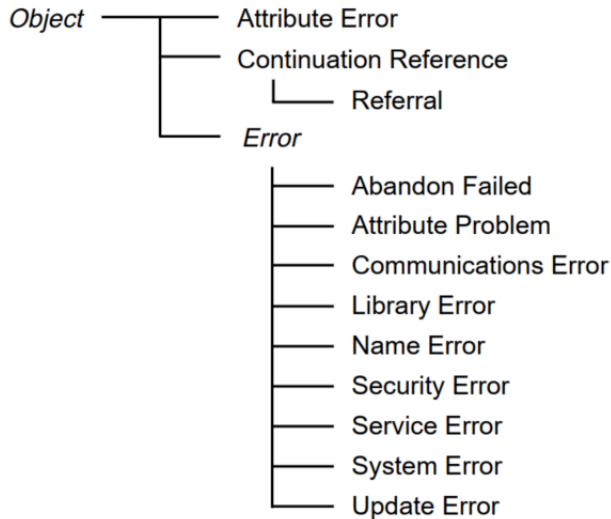 Object Attribute Error
Continuation Reference
Referral
Error
Abandon Failed
Attribute Problem
Communications Error
Library Error
Name Error
Security Error
Service Error
System Error
Update Error